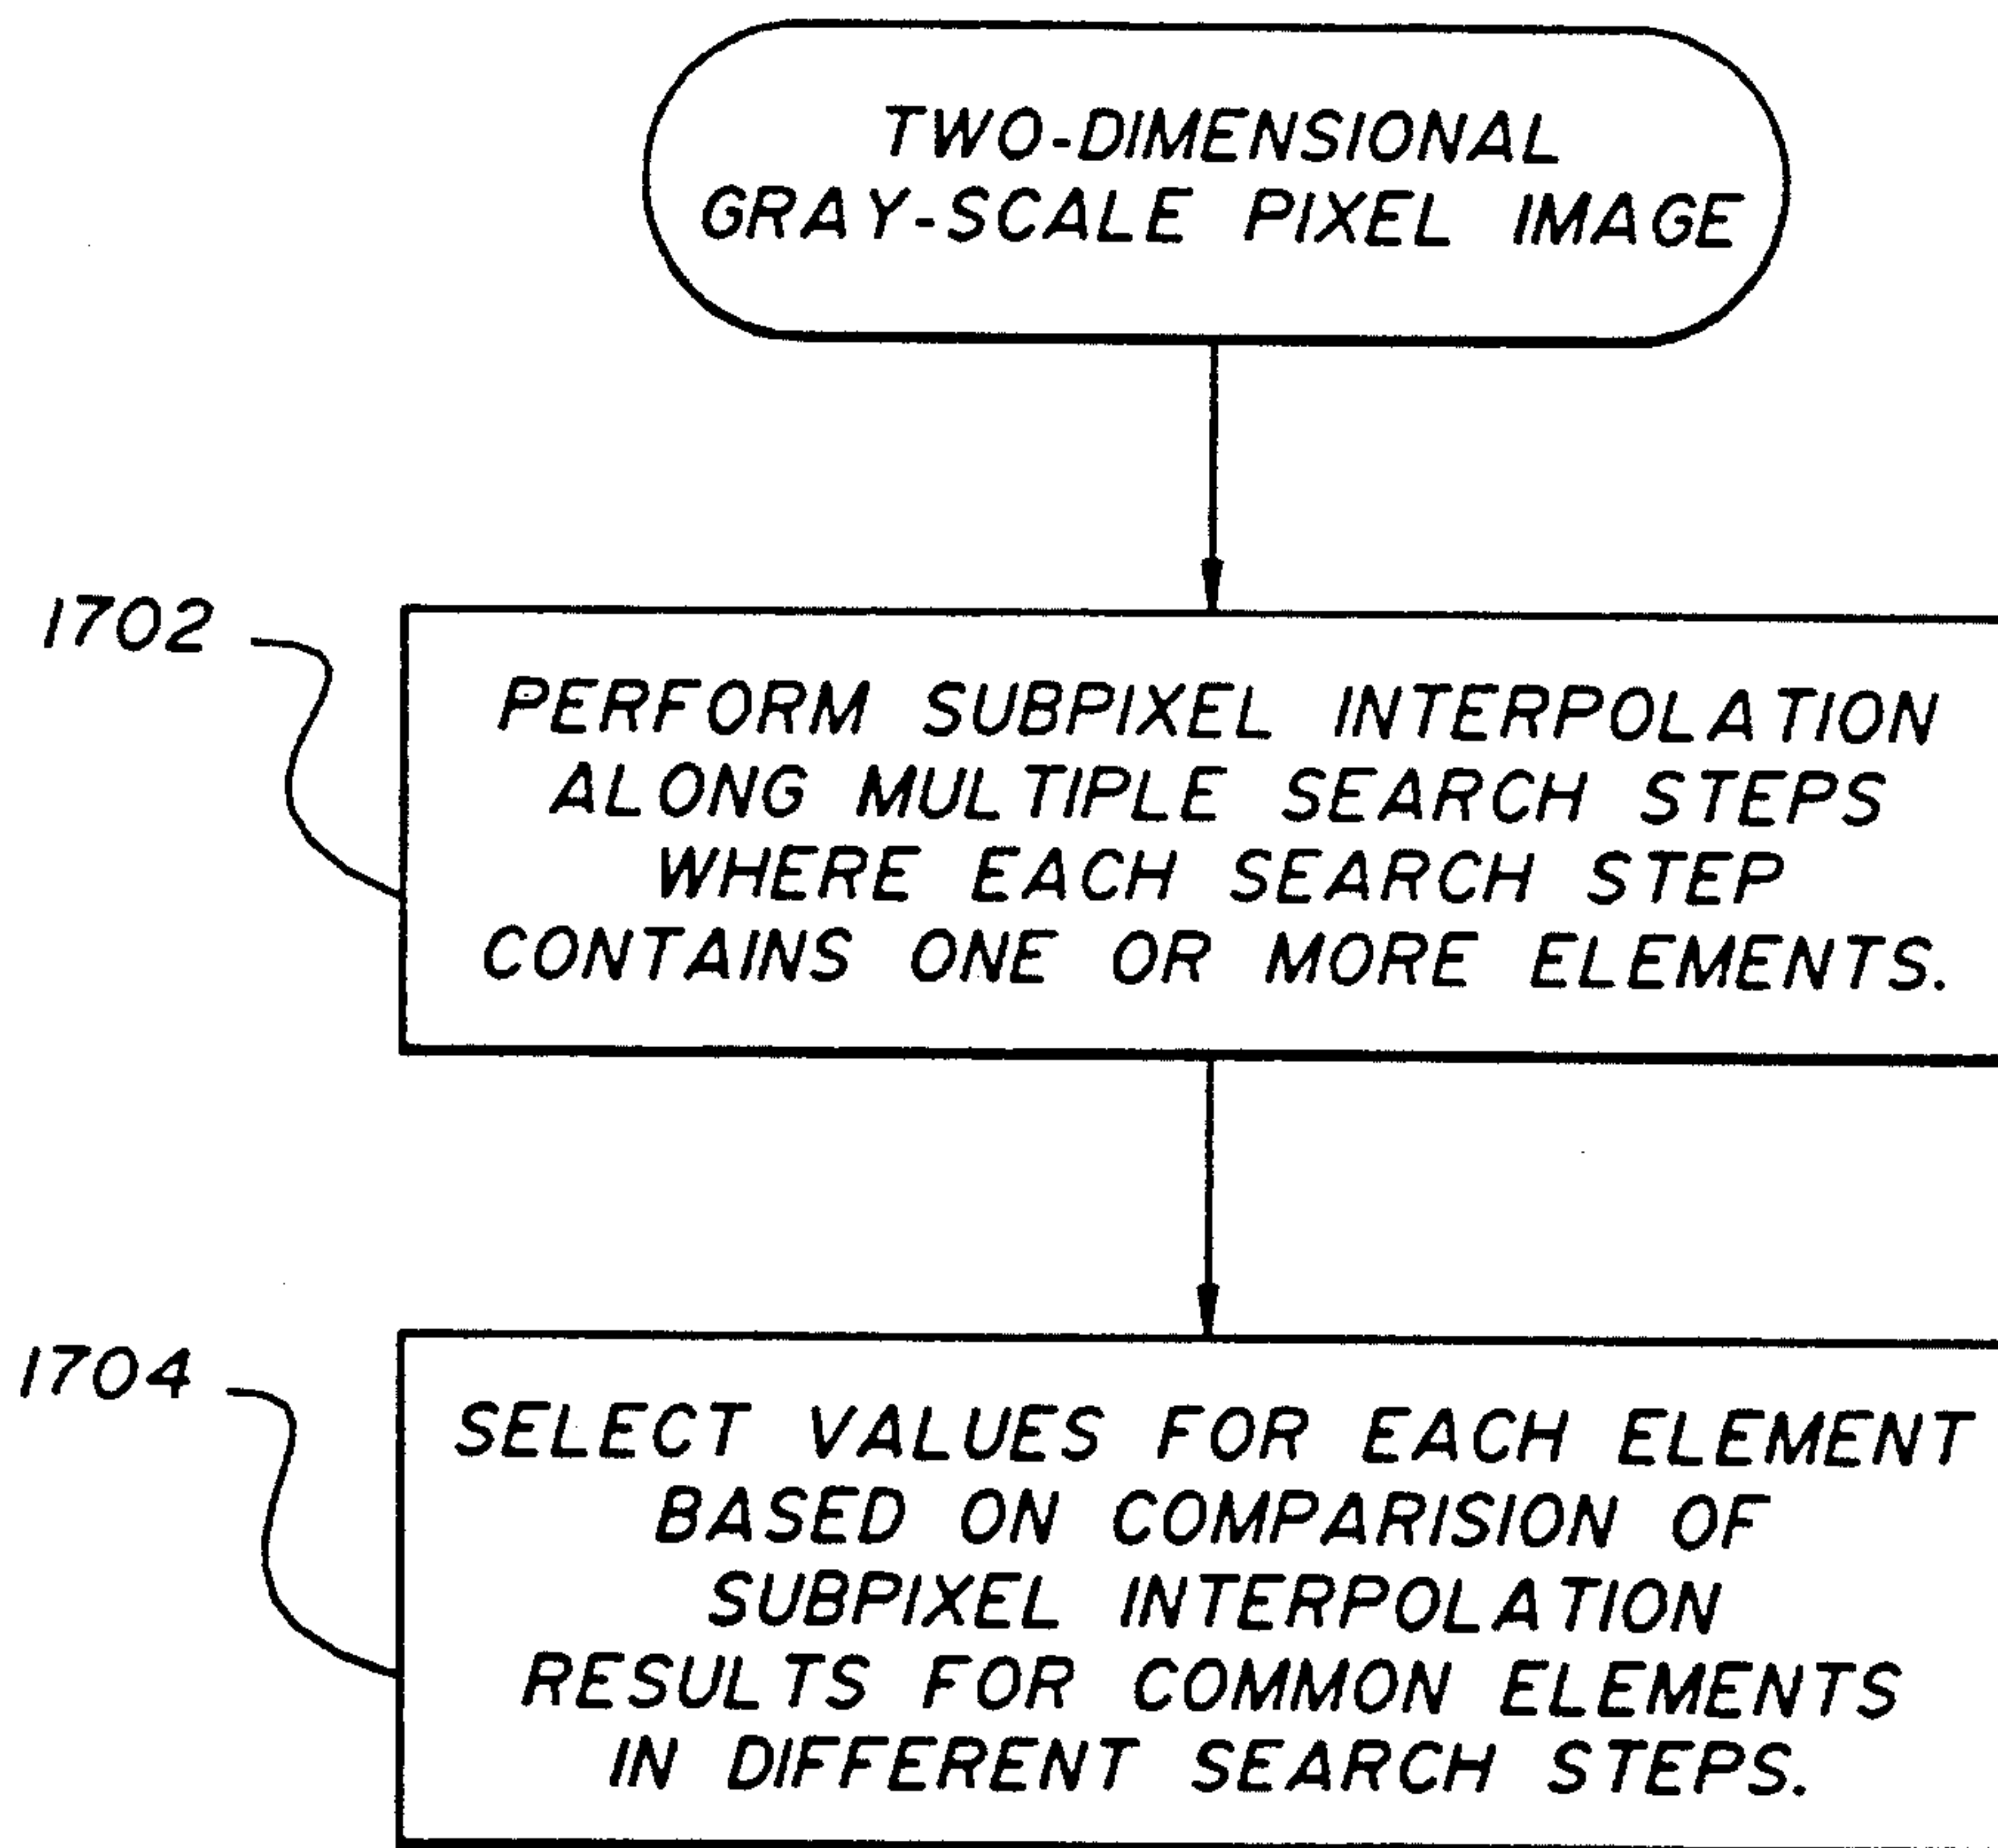 TWO-DIMENSIONAL
GRAY-SCALE PIXEL IMAGE
1702
PERFORM SUBPIXEL INTERPOLATION
ALONG MULTIPLE SEARCH STEPS
WHERE EACH SEARCH STEP
CONTAINS ONE OR MORE ELEMENTS.
1704
SELECT VALUES FOR EACH ELEMENT
BASED ON COMPARISION OF
SUBPIXEL INTERPOLATION
RESULTS FOR COMMON ELEMENTS
IN DIFFERENT SEARCH STEPS.